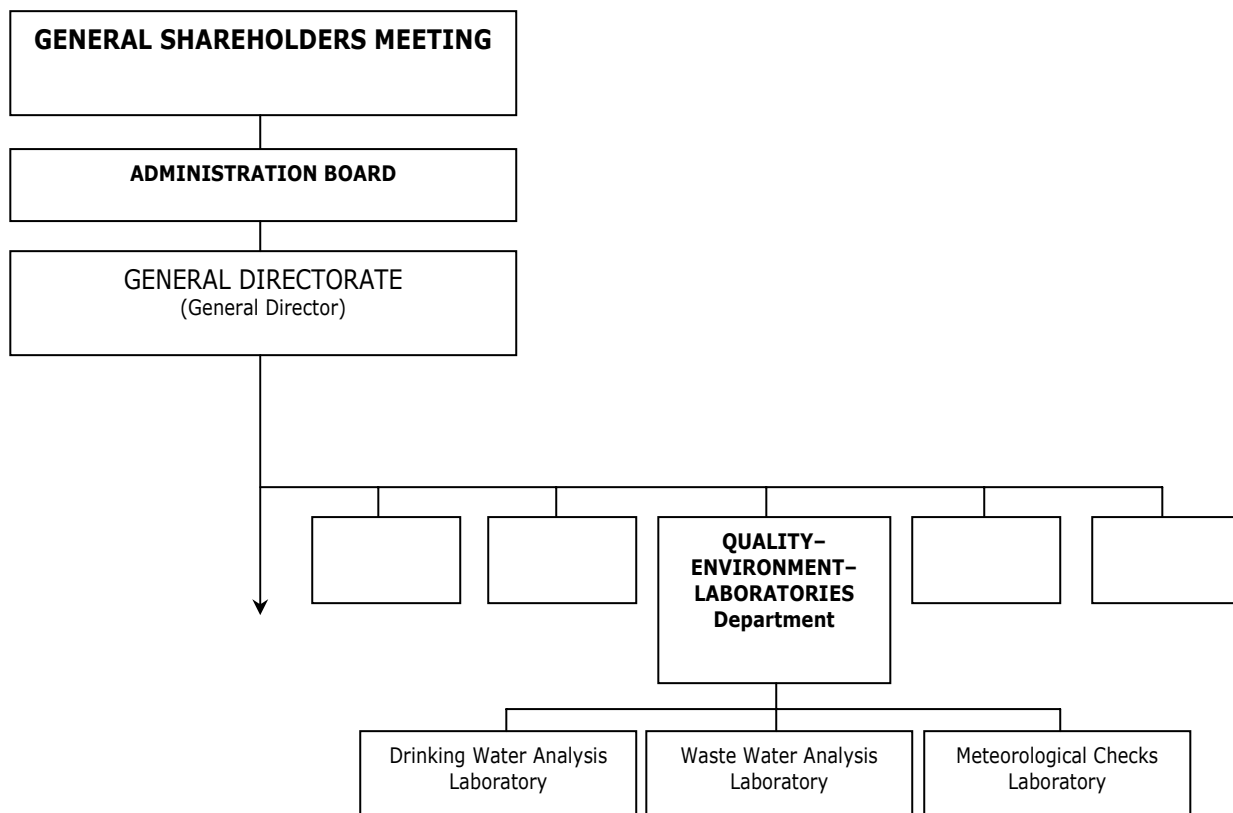 GENERAL SHAREHOLDERS MEETING
ADMINISTRATION BOARD
GENERAL DIRECTORATE
(General Director)
QUALITY–
ENVIRONMENT–
LABORATORIES
Department
Drinking Water Analysis
Laboratory
Waste Water Analysis
Laboratory
Meteorological Checks
Laboratory